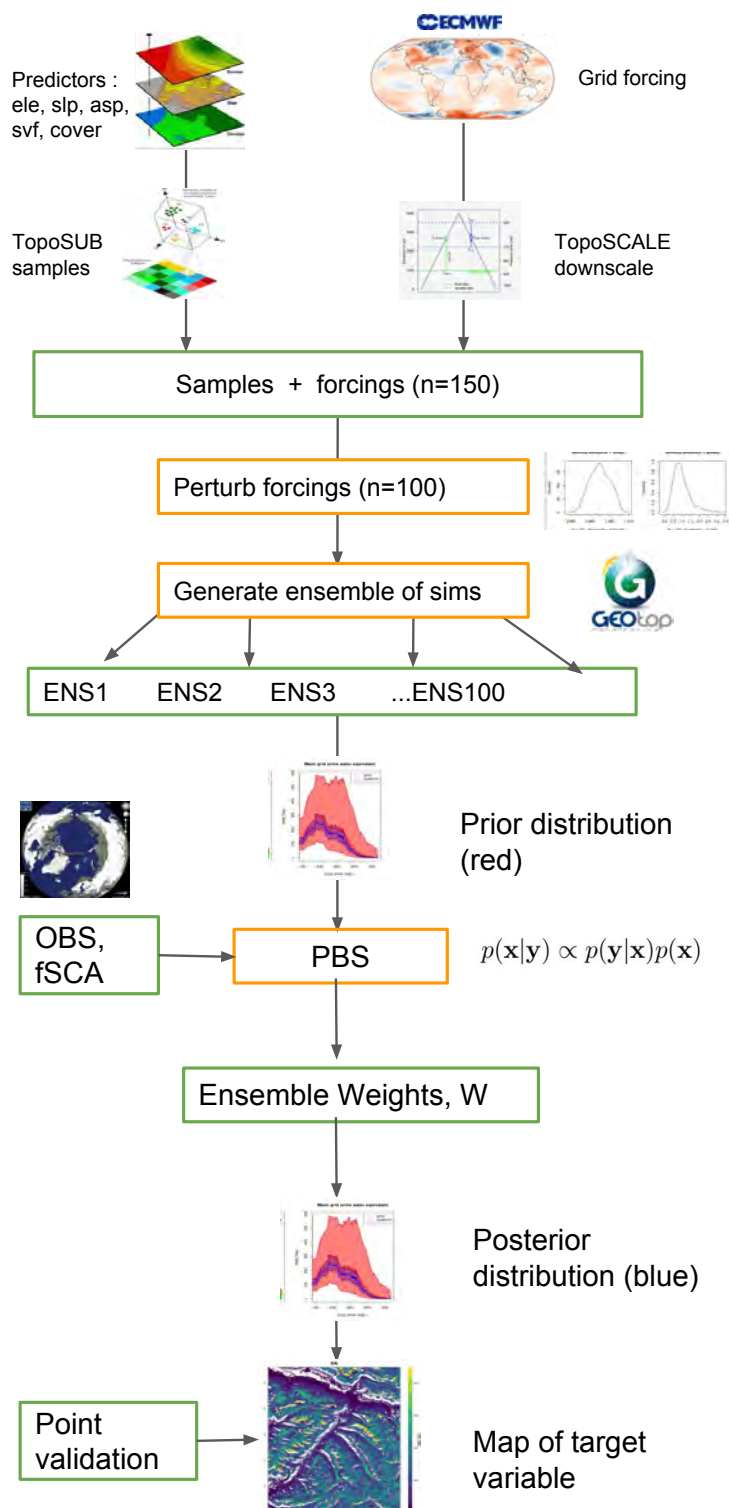 ECMWF
Predictors :
ele, slp, asp,
svf, cover
Grid forcing
TopoSUB
samples
TopoSCALE
downscale
Samples + forcings (n=150)
Perturb forcings (n=100)
Generate ensemble of sims
GEOtop
ENS1 ENS2 ENS3 ...ENS100
Prior distribution
(red)
OBS,
fSCA
PBS
p(x|y) ∝ p(y|x)p(x)
Ensemble Weights, W
Posterior
distribution (blue)
Point
validation
Map of target
variable